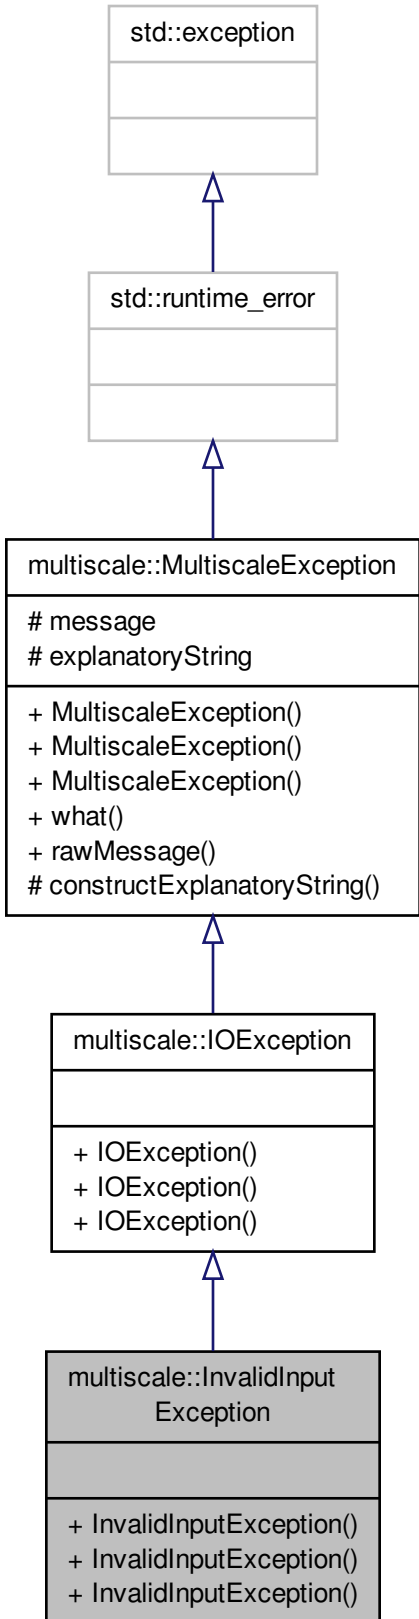 std::exception
std::runtime_error
multiscale::MultiscaleException
# message
# explanatoryString
+ MultiscaleException()
+ MultiscaleException()
+ MultiscaleException()
+ what()
+ rawMessage()
# constructExplanatoryString()
multiscale::IOException
+ IOException()
+ IOException()
+ IOException()
multiscale::InvalidInput
Exception
+ InvalidInputException()
+ InvalidInputException()
+ InvalidInputException()